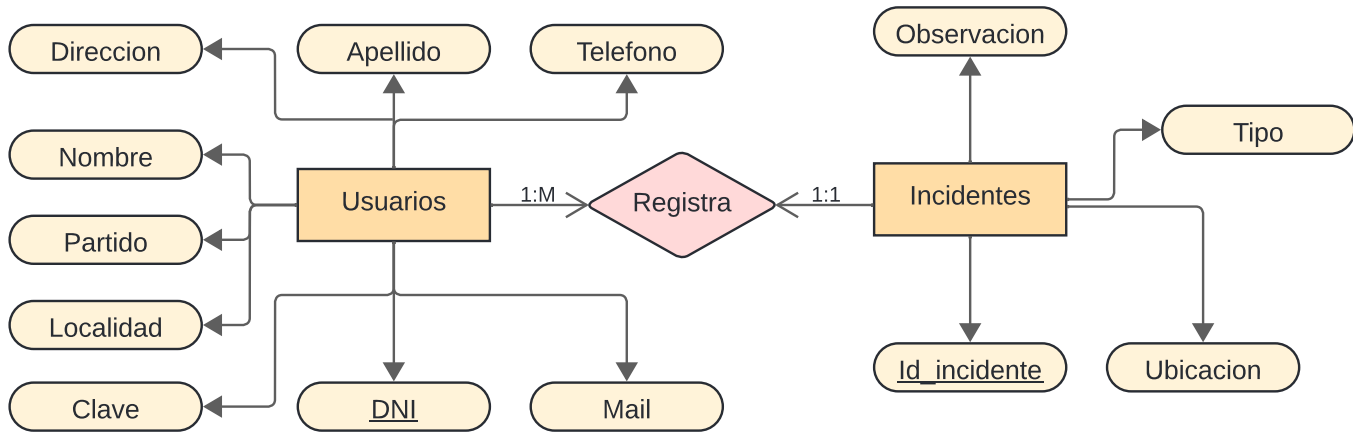 Direccion
Apellido
Telefono
Observacion
Tipo
Nombre
Usuarios
1:M
Registra
1:1
Incidentes
Partido
Localidad
Id_incidente
Ubicacion
Clave
DNI
Mail